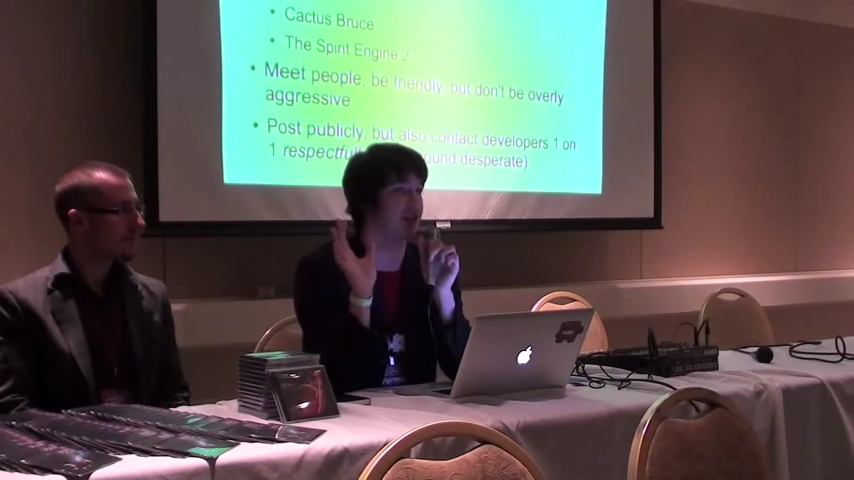 • Cactus Bruce
• The Spirit Engine 2
• Meet people, be friendly, but don't be overly
aggressive
• Post publicly, but also contact developers 1 on
1 respectfully ound desperate)